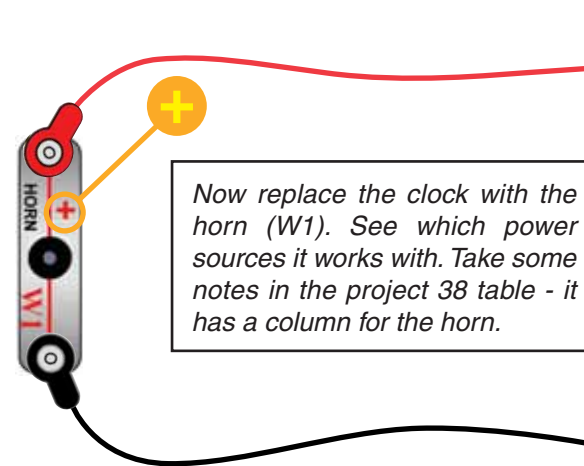 +
HORN
+
W1
Now replace the clock with the
horn (W1). See which power
sources it works with. Take some
notes in the project 38 table - it
has a column for the horn.